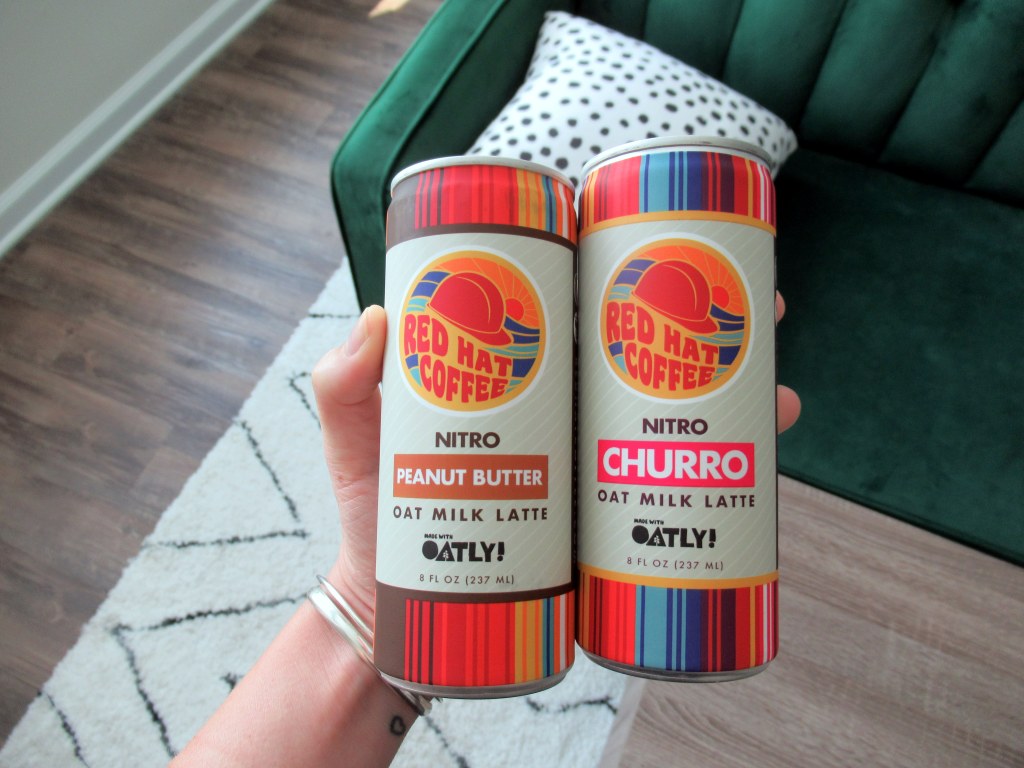 RED HAT
COFFEE
NITRO
PEANUT BUTTER
OAT MILK LATTE
MADE WITH
OATLY!
8 FL OZ (237 ML)
RED HAT
COFFEE
NITRO
CHURRO
OAT MILK LATTE
MADE WITH
OATLY!
8 FL OZ (237 ML)